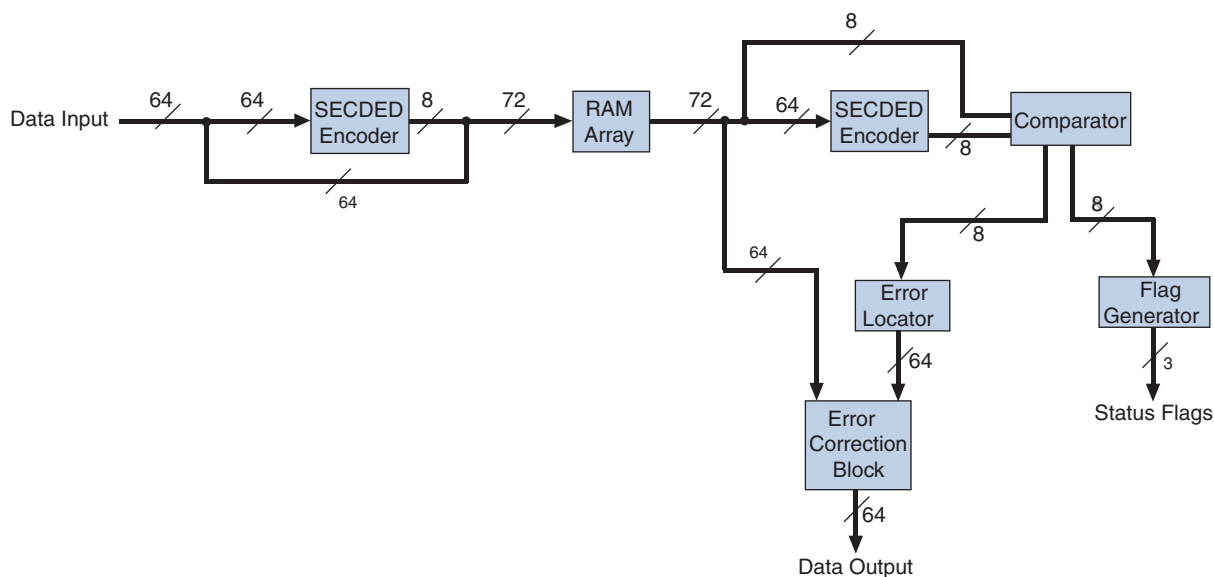 8
Data Input
64
64
SECDED
Encoder
8
72
RAM
Array
72
64
SECDED
Encoder
8
Comparator
64
8
8
64
Error
Locator
Flag
Generator
64
3
Status Flags
Error
Correction
Block
64
Data Output